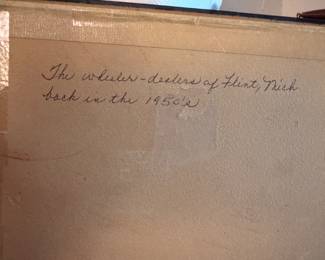 The wheeler-dealers of Flint, Mich
back in the 1950's